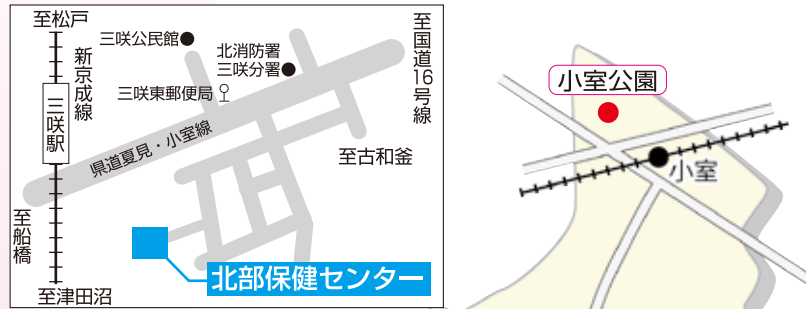 至松戸
三咲公民館
北消防署
三咲分署
三咲東郵便局
新京成線
三咲駅
県道夏見・小室線
至国道16号線
至古和釜
至船橋
至津田沼
北部保健センター
小室公園
小室